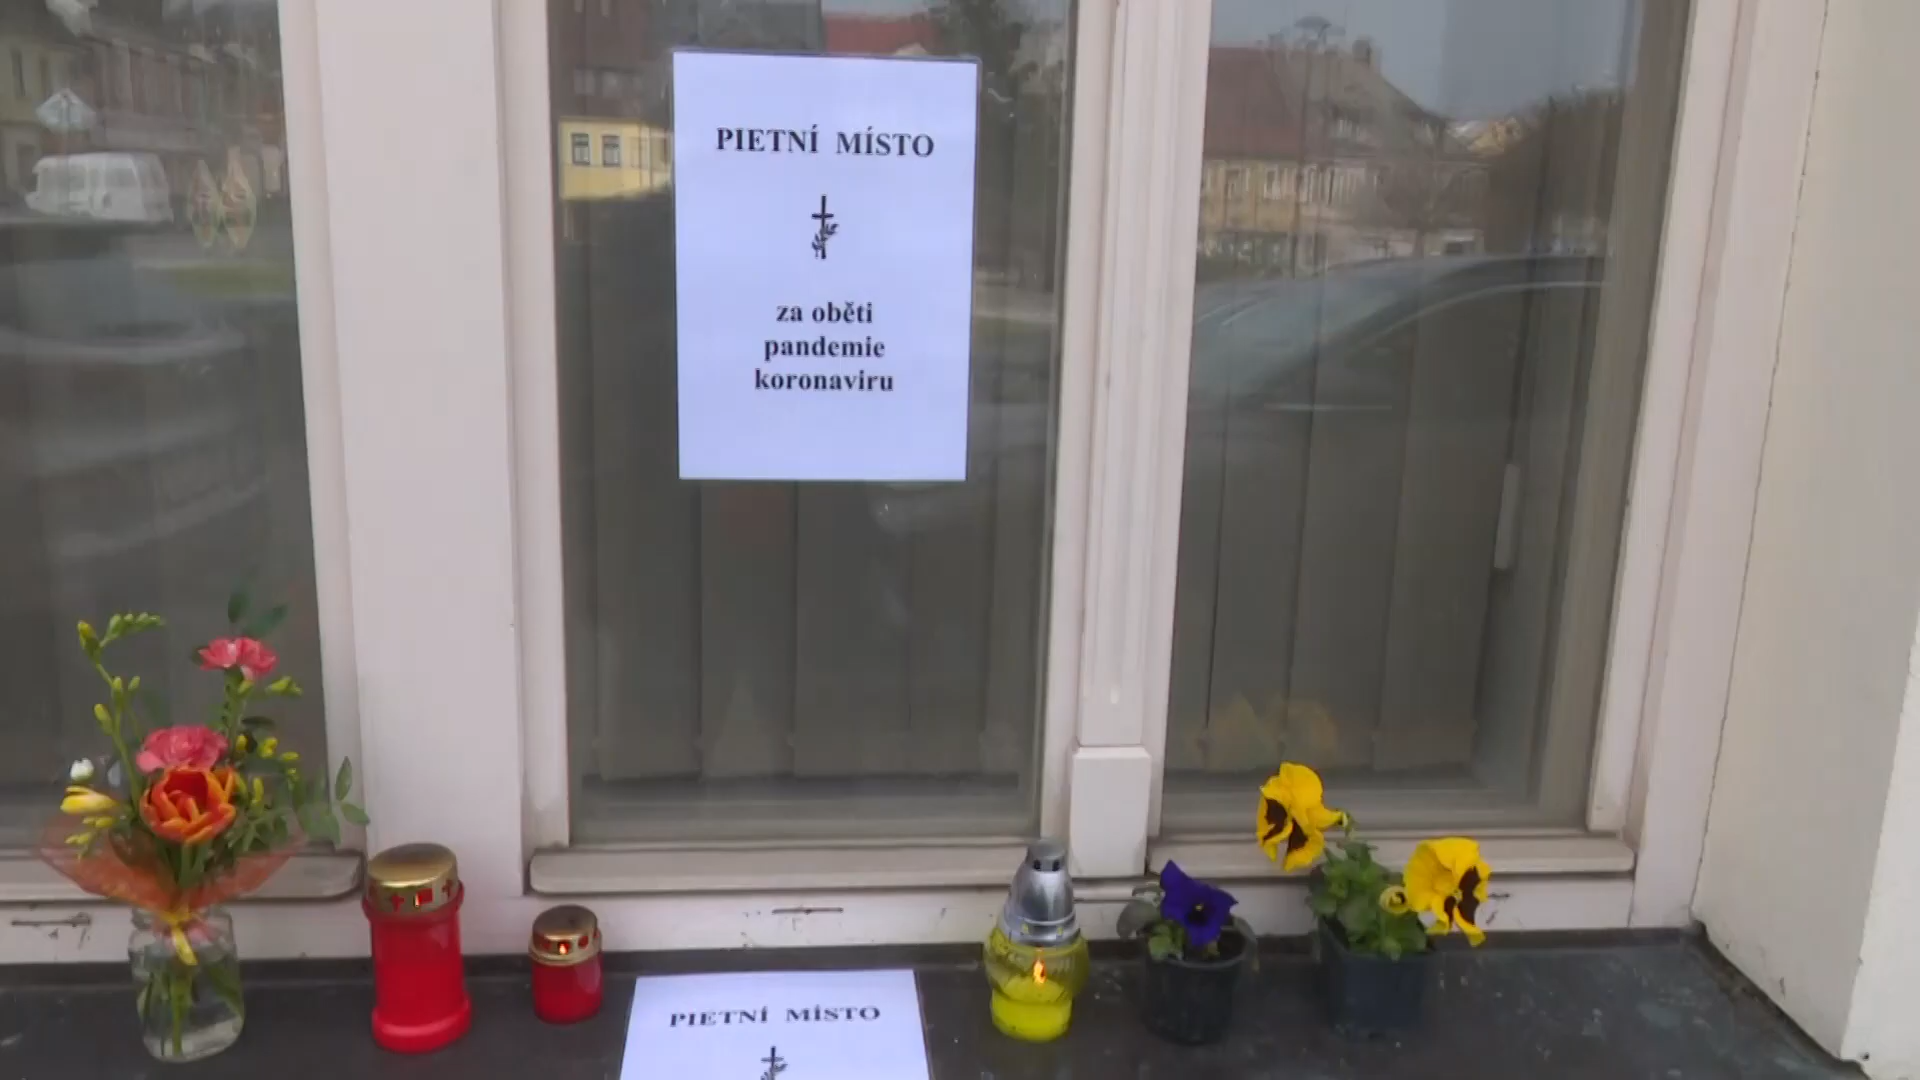 PIETNÍ MÍSTO
za oběti
pandemie
koronaviru
PIETNÍ MÍSTO